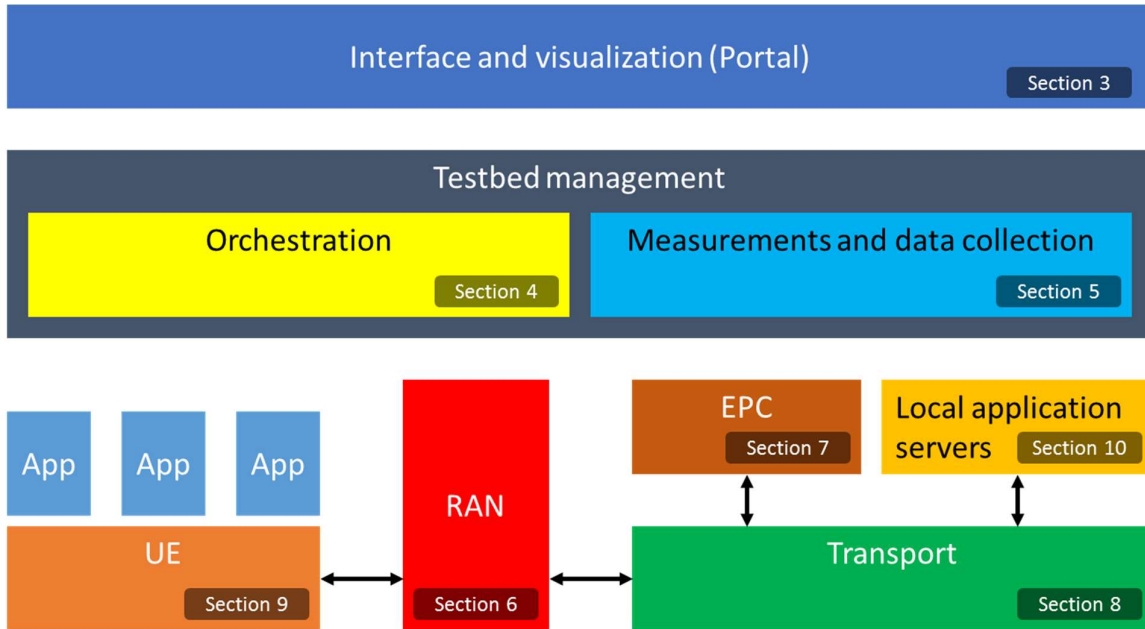 Interface and visualization (Portal)
Section 3
Testbed management
Orchestration
Section 4
Measurements and data collection
Section 5
App
App
App
UE
Section 9
RAN
Section 6
EPC
Section 7
Local application
servers
Section 10
Transport
Section 8